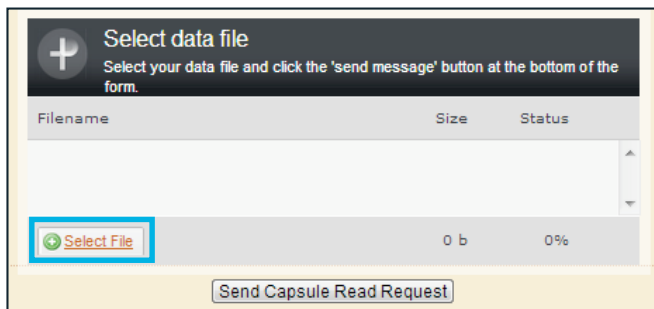 Select data file
Select your data file and click the 'send message' button at the bottom of the
form.
Filename Size Status
Select File 0 b 0%
Send Capsule Read Request